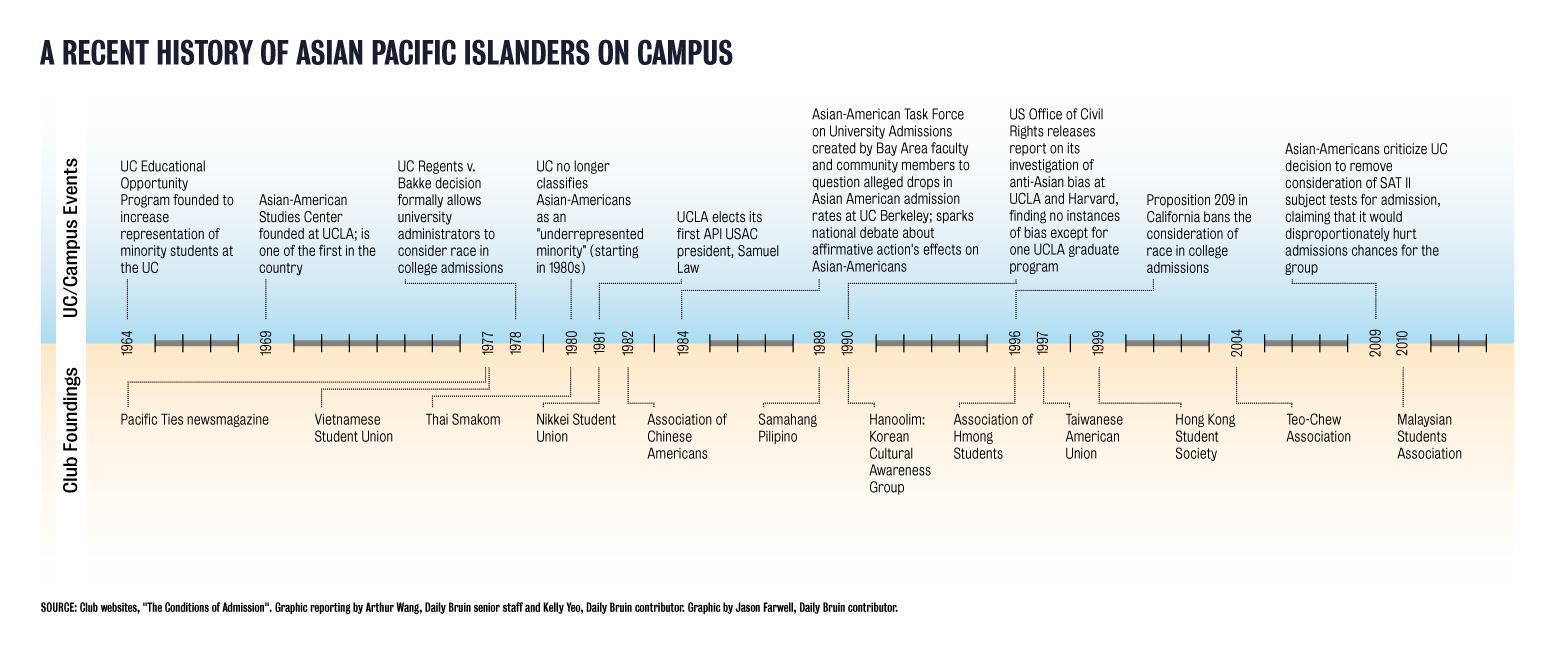 A RECENT HISTORY OF ASIAN PACIFIC ISLANDERS ON CAMPUS
UC/Campus Events
UC Educational
Opportunity
Program founded to
increase
representation of
minority students at
the UC
Asian-American
Studies Center
founded at UCLA; is
one of the first in the
country
UC Regents v.
Bakke decision
formally allows
university
administrators to
consider race in
college admissions
UC no longer
classifies
Asian-Americans
as an
"underrepresented
minority" (starting
in 1980s)
UCLA elects its
first API USAC
president, Samuel
Law
Asian-American Task Force
on University Admissions
created by Bay Area faculty
and community members to
question alleged drops in
Asian American admission
rates at UC Berkeley; sparks
national debate about
affirmative action's effects on
Asian-Americans
US Office of Civil
Rights releases
report on its
investigation of
anti-Asian bias at
UCLA and Harvard,
finding no instances
of bias except for
one UCLA graduate
program
Proposition 209 in
California bans the
consideration of
race in college
admissions
Asian-Americans criticize UC
decision to remove
consideration of SAT II
subject tests for admission,
claiming that it would
disproportionately hurt
admissions chances for the
group
1964
1969
1977
1978
1980
1981
1982
1984
1989
1990
1996
1997
1999
2004
2009
2010
Club Foundings
Pacific Ties newsmagazine
Vietnamese
Student Union
Thai Smakom
Nikkei Student
Union
Association of
Chinese
Americans
Samahang
Pilipino
Hanoolim:
Korean
Cultural
Awareness
Group
Association of
Hmong
Students
Taiwanese
American
Union
Hong Kong
Student
Society
Teo-Chew
Association
Malaysian
Students
Association
SOURCE: Club websites, "The Conditions of Admission". Graphic reporting by Arthur Wang, Daily Bruin senior staff and Kelly Yeo, Daily Bruin contributor. Graphic by Jason Farwell, Daily Bruin contributor.